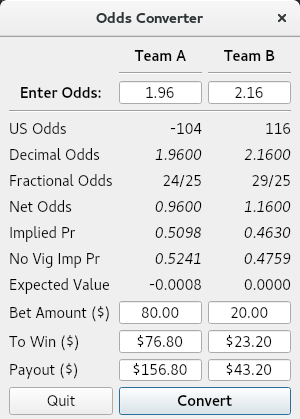 Odds Converter ×
Team A Team B
Enter Odds: 1.96 2.16
US Odds -104 116
Decimal Odds 1.9600 2.1600
Fractional Odds 24/25 29/25
Net Odds 0.9600 1.1600
Implied Pr 0.5098 0.4630
No Vig Imp Pr 0.5241 0.4759
Expected Value -0.0008 0.0000
Bet Amount ($) 80.00 20.00
To Win ($) $76.80 $23.20
Payout ($) $156.80 $43.20
Quit Convert